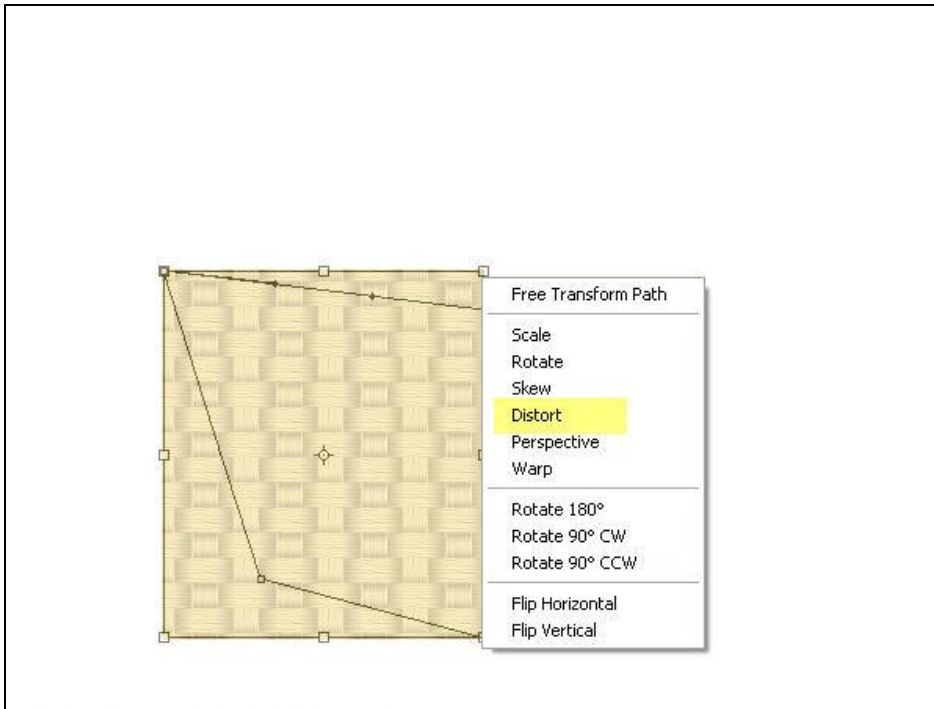 Free Transform Path
Scale
Rotate
Skew
Distort
Perspective
Warp
Rotate 180°
Rotate 90° CW
Rotate 90° CCW
Flip Horizontal
Flip Vertical